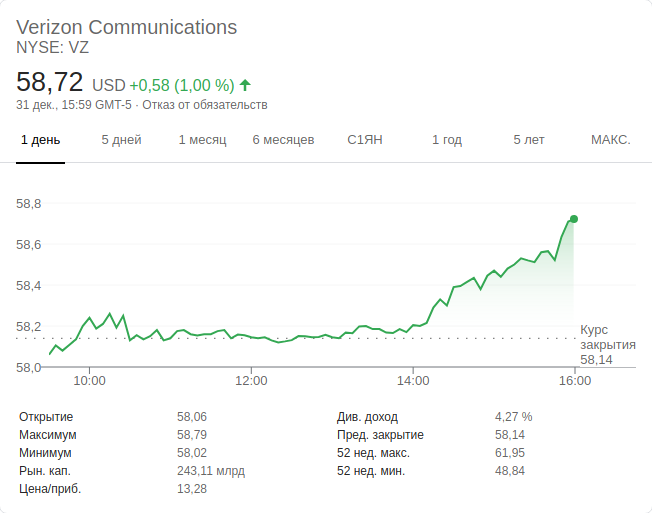 Verizon Communications
NYSE: VZ
58,72 USD +0,58 (1,00 %)
31 дек., 15:59 GMT-5 · Отказ от обязательств
1 день 5 дней 1 месяц 6 месяцев С1ЯН 1 год 5 лет МАКС.
58,8
58,6
58,4
58,2
58,0
Курс
закрытия
58,14
10:00 12:00 14:00 16:00
Открытие 58,06 Див. доход 4,27 %
Максимум 58,79 Пред. закрытие 58,14
Минимум 58,02 52 нед. макс. 61,95
Рын. кап. 243,11 млрд 52 нед. мин. 48,84
Цена/приб. 13,28